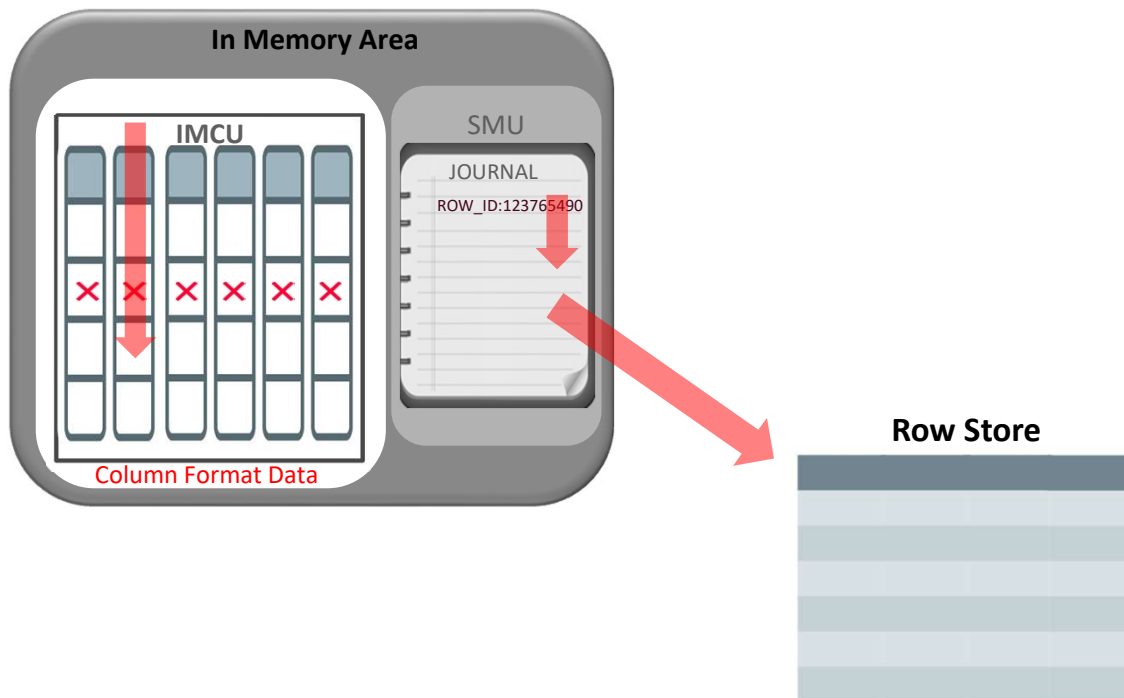 In Memory Area
IMCU
SMU
JOURNAL
ROW_ID:123765490
Column Format Data
Row Store